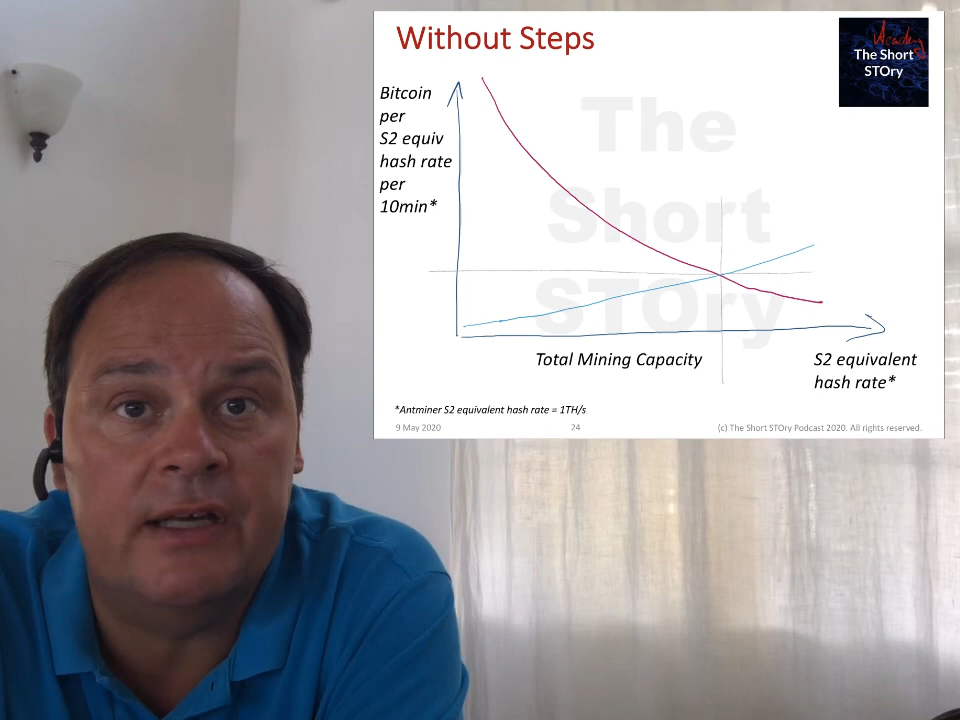 Without Steps
Academy
The Short
STOry
Bitcoin
per
S2 equiv
hash rate
per
10min*
The
Short
STOry
Total Mining Capacity
S2 equivalent
hash rate*
*Antminer S2 equivalent hash rate = 1TH/s
9 May 2020
24
(c) The Short STOry Podcast 2020. All rights reserved.